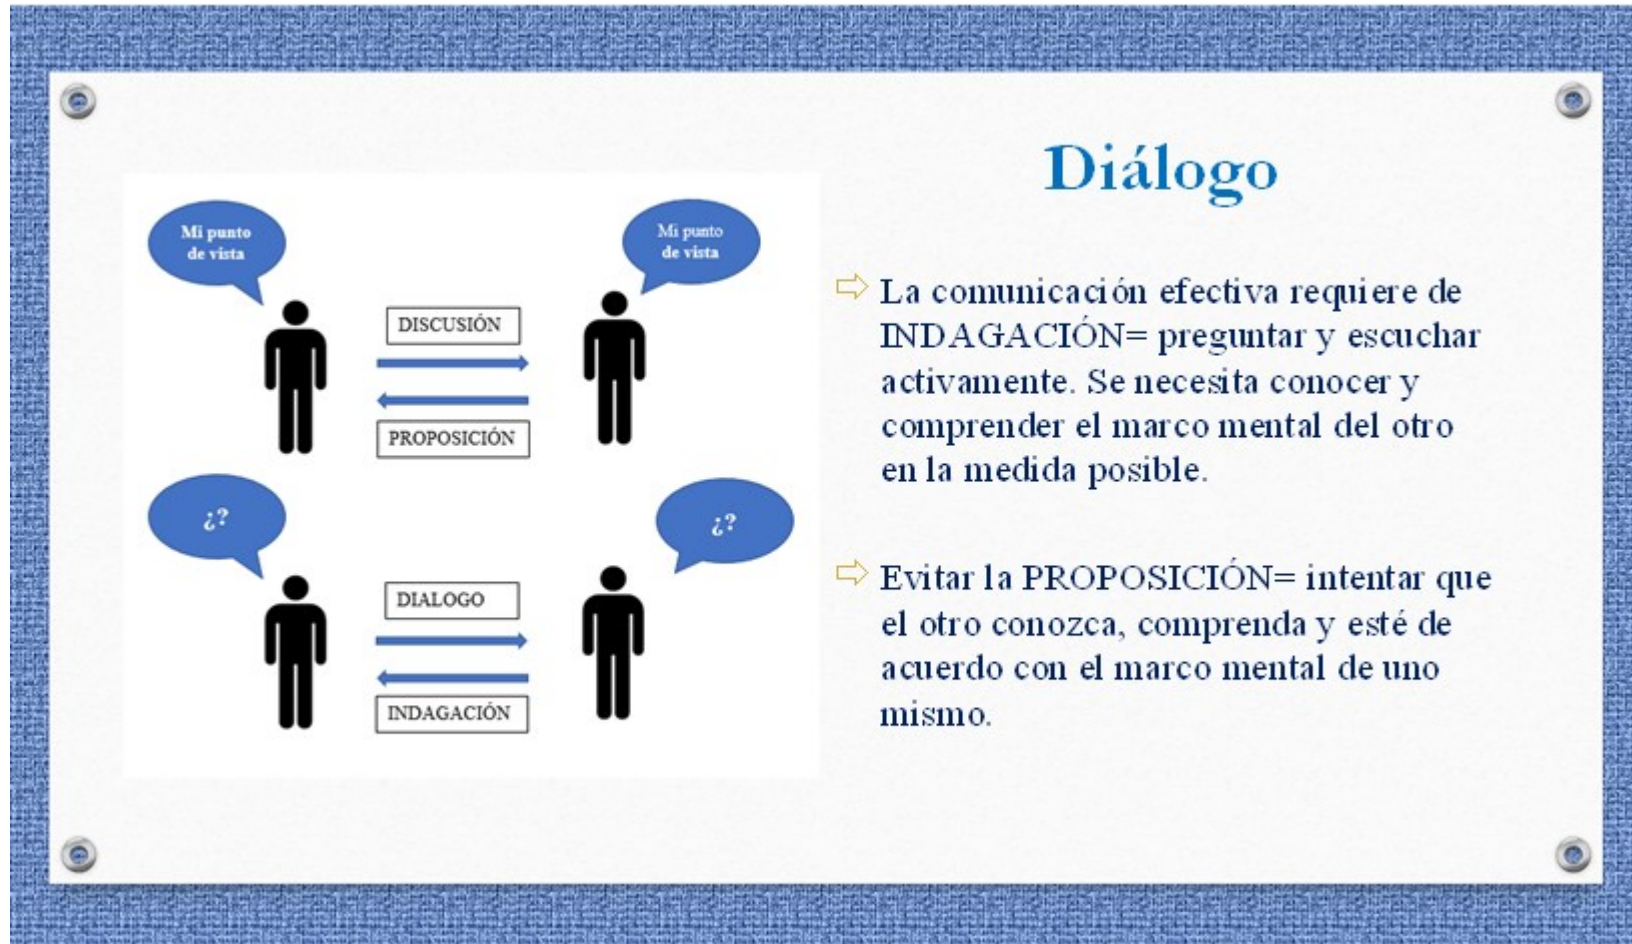 Diálogo
Mi punto
de vista
Mi punto
de vista
DISCUSIÓN
PROPOSICIÓN
¿?
¿?
DIALOGO
INDAGACIÓN
La comunicación efectiva requiere de
INDAGACIÓN= preguntar y escuchar
activamente. Se necesita conocer y
comprender el marco mental del otro
en la medida posible.
Evitar la PROPOSICIÓN= intentar que
el otro conozca, comprenda y esté de
acuerdo con el marco mental de uno
mismo.